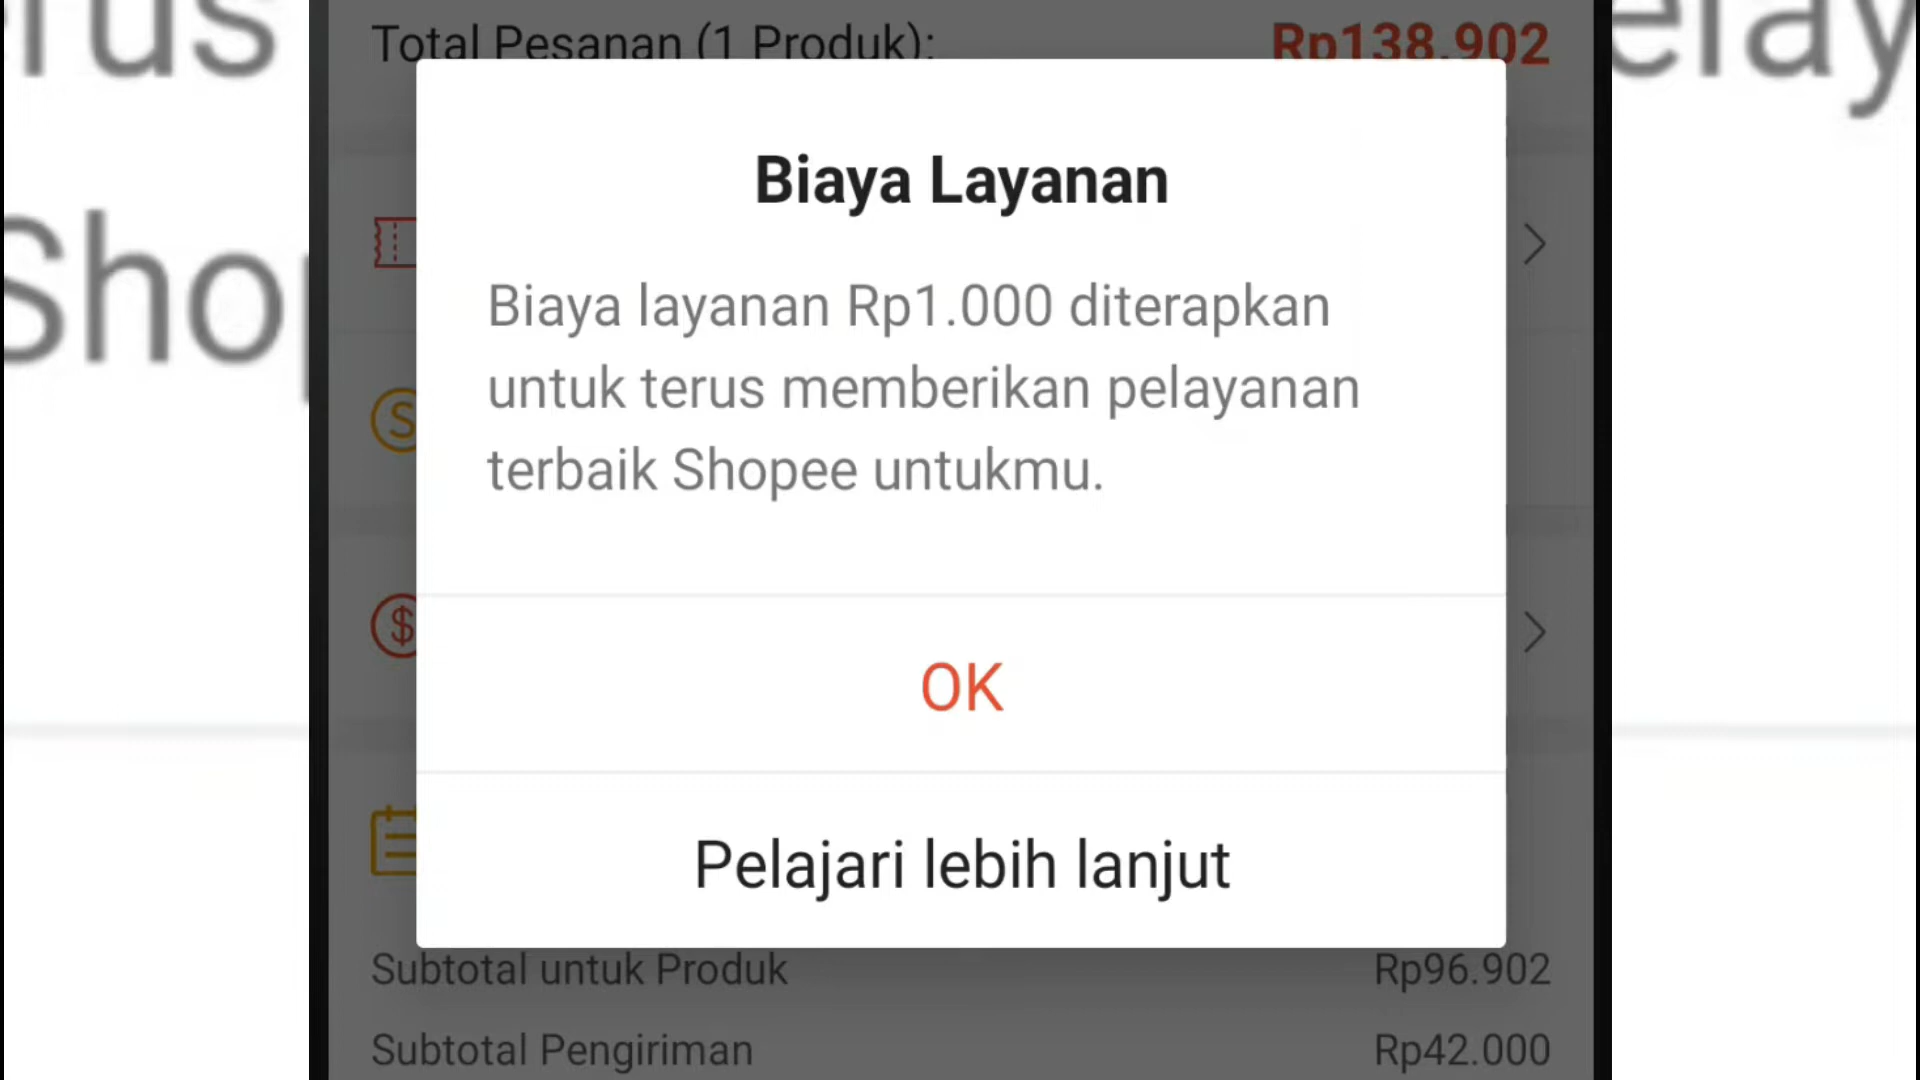 Total Pesanan (1 Produk): Rp138.902
Biaya Layanan
Biaya layanan Rp1.000 diterapkan
untuk terus memberikan pelayanan
terbaik Shopee untukmu.
OK
Pelajari lebih lanjut
Subtotal untuk Produk Rp96.902
Subtotal Pengiriman Rp42.000